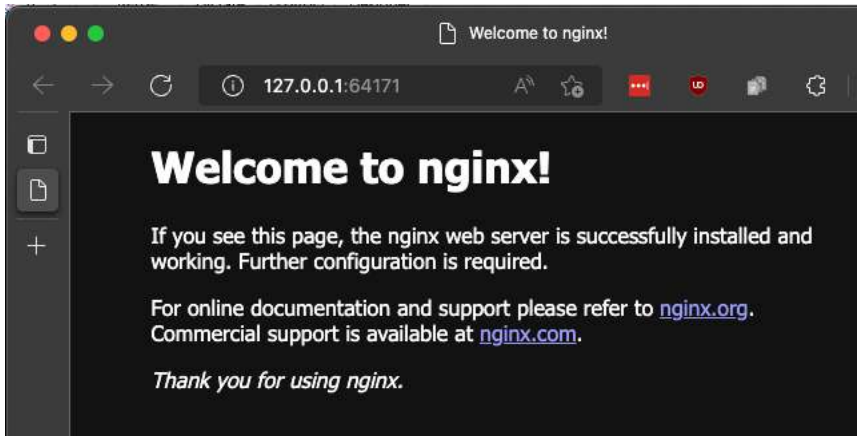 Welcome to nginx!
127.0.0.1:64171
Welcome to nginx!
If you see this page, the nginx web server is successfully installed and
working. Further configuration is required.
For online documentation and support please refer to nginx.org.
Commercial support is available at nginx.com.
Thank you for using nginx.